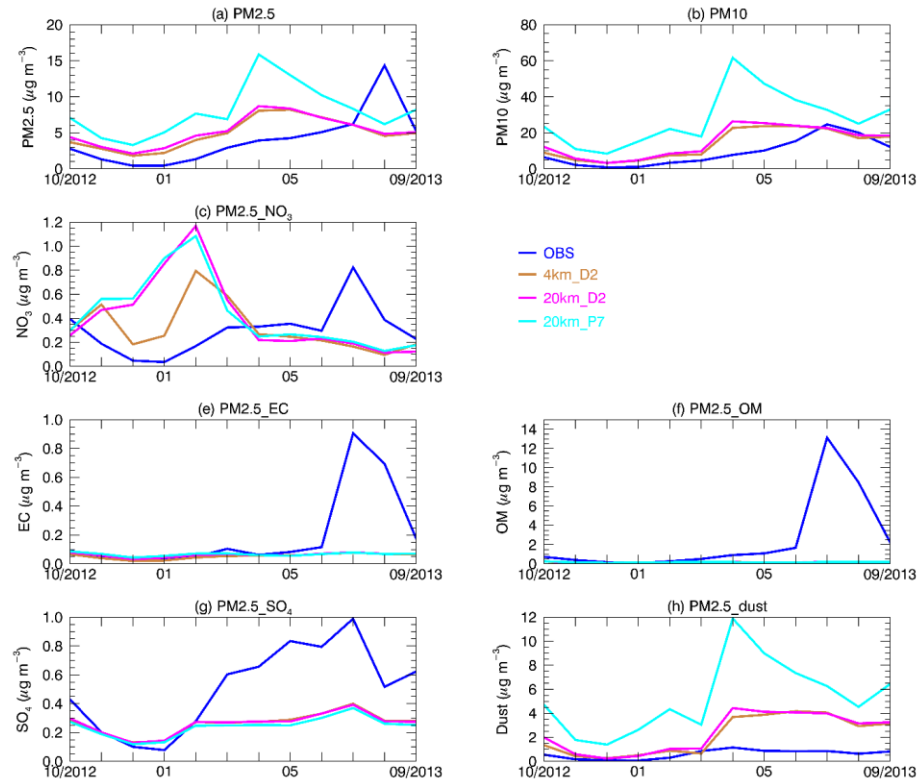 (a) PM2.5
PM2.5 (μg m⁻³)
20
15
10
5
0
10/2012 01 05 09/2013
(b) PM10
PM10 (μg m⁻³)
80
60
40
20
0
10/2012 01 05 09/2013
(c) PM2.5_NO₃
NO₃ (μg m⁻³)
1.2
1.0
0.8
0.6
0.4
0.2
0.0
10/2012 01 05 09/2013
OBS
4km_D2
20km_D2
20km_P7
(e) PM2.5_EC
EC (μg m⁻³)
1.0
0.8
0.6
0.4
0.2
0.0
10/2012 01 05 09/2013
(f) PM2.5_OM
OM (μg m⁻³)
14
12
10
8
6
4
2
0
10/2012 01 05 09/2013
(g) PM2.5_SO₄
SO₄ (μg m⁻³)
1.0
0.8
0.6
0.4
0.2
0.0
10/2012 01 05 09/2013
(h) PM2.5_dust
Dust (μg m⁻³)
12
10
8
6
4
2
0
10/2012 01 05 09/2013